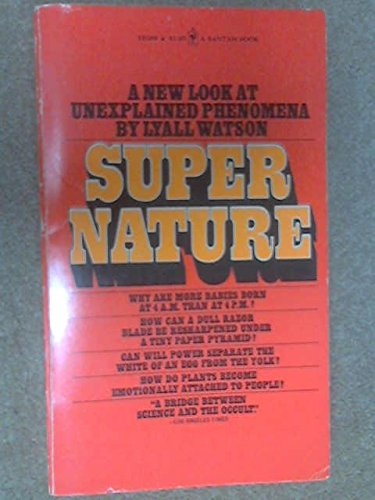 A BANTAM BOOK
A NEW LOOK AT
UNEXPLAINED PHENOMENA
BY LYALL WATSON
SUPER
NATURE
WHY ARE MORE BABIES BORN
AT 4 A.M. THAN AT 4 P.M.?
HOW CAN A DULL RAZOR
BLADE BE RESHARPENED UNDER
A TINY PAPER PYRAMID?
CAN WILL POWER SEPARATE THE
WHITE OF AN EGG FROM THE YOLK?
HOW DO PLANTS BECOME
EMOTIONALLY ATTACHED TO PEOPLE?
"A BRIDGE BETWEEN
SCIENCE AND THE OCCULT."
—LOS ANGELES TIMES